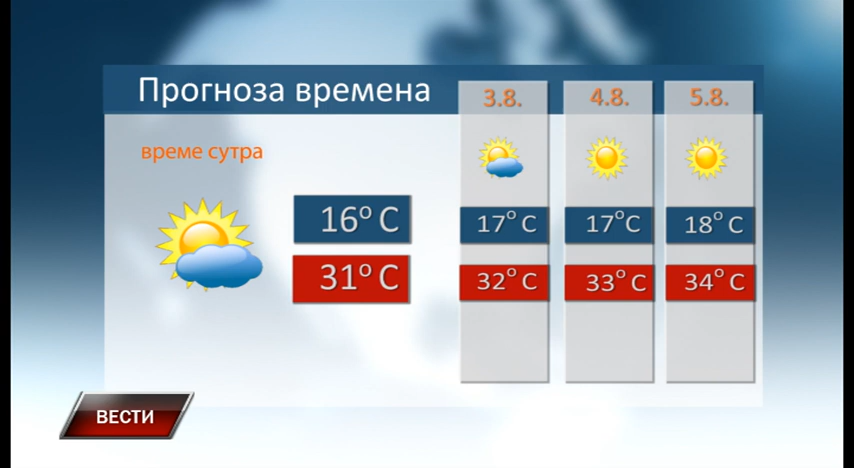 Прогноза времена
време сутра
16° C
31° C
3.8.
17° C
32° C
4.8.
17°C
33° C
5.8.
18° C
34° C
ВЕСТИ